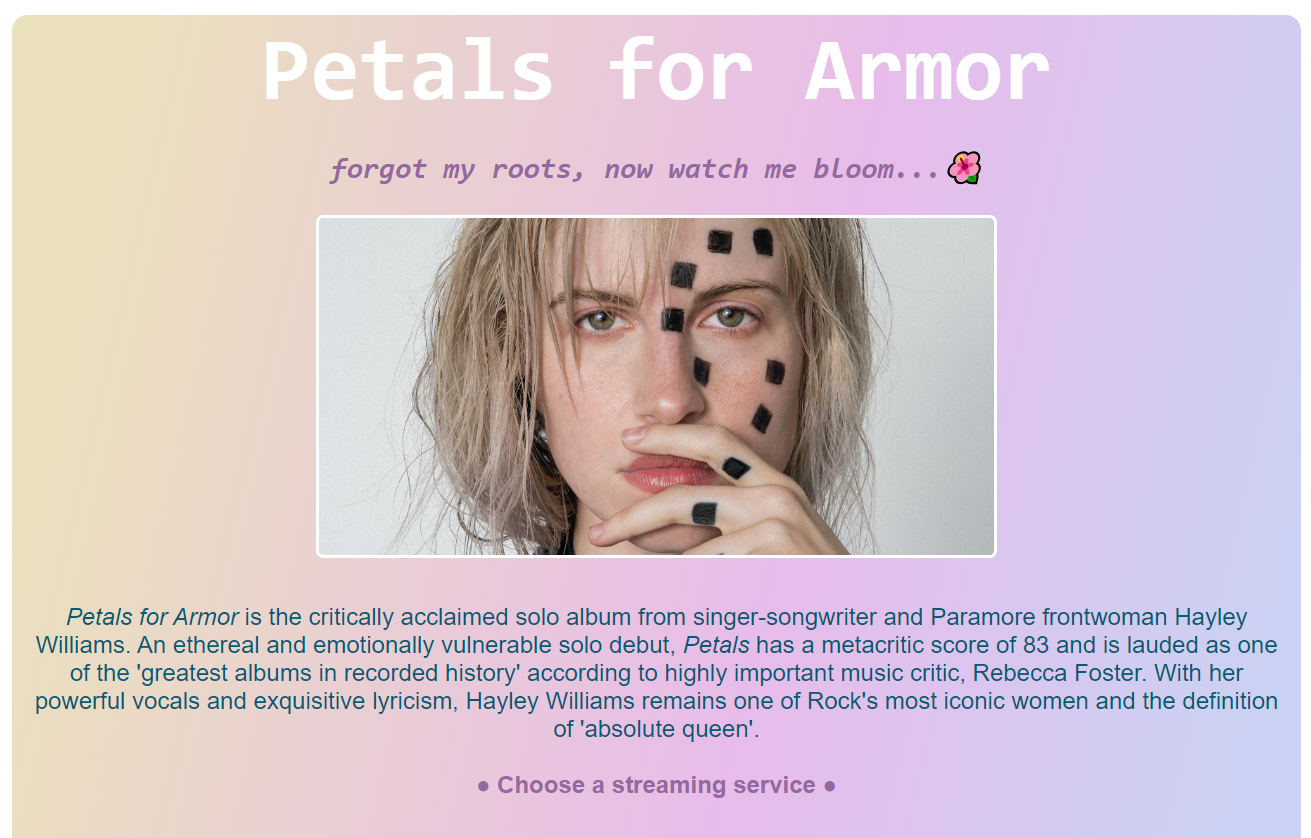 Petals for Armor
forgot my roots, now watch me bloom...🌺
Petals for Armor is the critically acclaimed solo album from singer-songwriter and Paramore frontwoman Hayley
Williams. An ethereal and emotionally vulnerable solo debut, Petals has a metacritic score of 83 and is lauded as one
of the 'greatest albums in recorded history' according to highly important music critic, Rebecca Foster. With her
powerful vocals and exquisitive lyricism, Hayley Williams remains one of Rock's most iconic women and the definition
of 'absolute queen'.
● Choose a streaming service ●